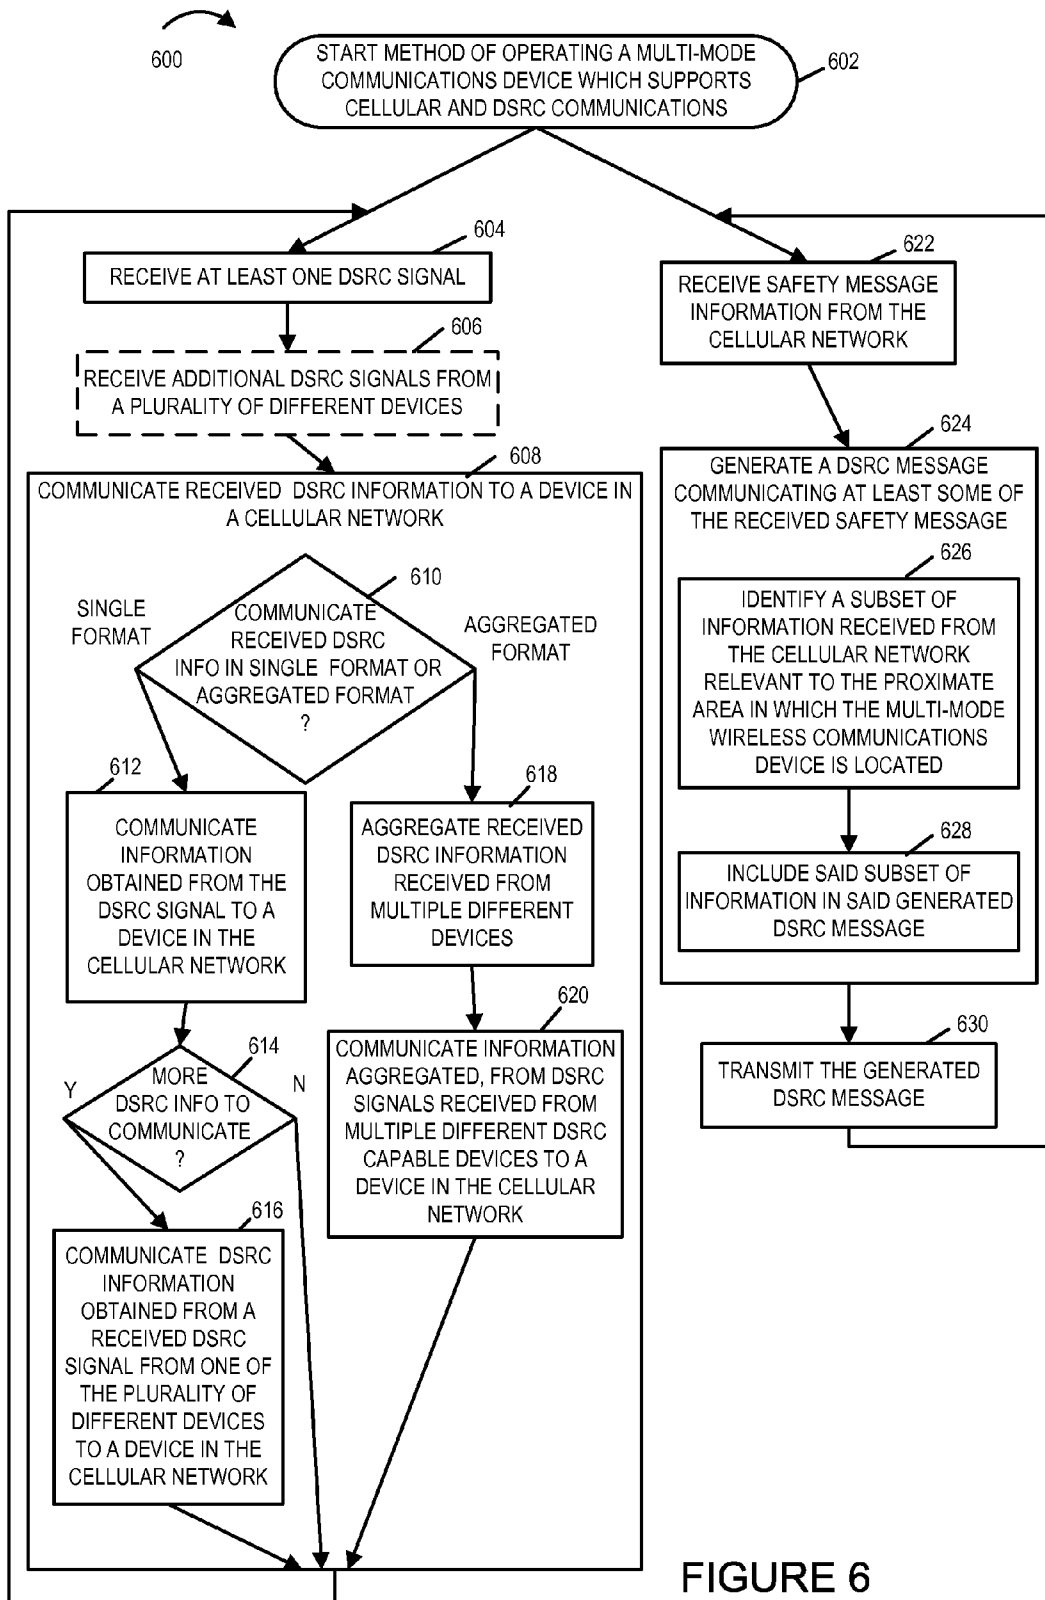 600
START METHOD OF OPERATING A MULTI-MODE
COMMUNICATIONS DEVICE WHICH SUPPORTS
CELLULAR AND DSRC COMMUNICATIONS
602
604
RECEIVE AT LEAST ONE DSRC SIGNAL
606
RECEIVE ADDITIONAL DSRC SIGNALS FROM
A PLURALITY OF DIFFERENT DEVICES
608
COMMUNICATE RECEIVED DSRC INFORMATION TO A DEVICE IN
A CELLULAR NETWORK
610
SINGLE
FORMAT
COMMUNICATE
RECEIVED DSRC
INFO IN SINGLE FORMAT OR
AGGREGATED FORMAT
?
AGGREGATED
FORMAT
612
COMMUNICATE
INFORMATION
OBTAINED FROM THE
DSRC SIGNAL TO A
DEVICE IN THE
CELLULAR NETWORK
614
Y
MORE
DSRC INFO TO
COMMUNICATE
?
N
616
COMMUNICATE DSRC
INFORMATION
OBTAINED FROM A
RECEIVED DSRC
SIGNAL FROM ONE OF
THE PLURALITY OF
DIFFERENT DEVICES
TO A DEVICE IN THE
CELLULAR NETWORK
618
AGGREGATE RECEIVED
DSRC INFORMATION
RECEIVED FROM
MULTIPLE DIFFERENT
DEVICES
620
COMMUNICATE INFORMATION
AGGREGATED, FROM DSRC
SIGNALS RECEIVED FROM
MULTIPLE DIFFERENT DSRC
CAPABLE DEVICES TO A
DEVICE IN THE CELLULAR
NETWORK
622
RECEIVE SAFETY MESSAGE
INFORMATION FROM THE
CELLULAR NETWORK
624
GENERATE A DSRC MESSAGE
COMMUNICATING AT LEAST SOME OF
THE RECEIVED SAFETY MESSAGE
626
IDENTIFY A SUBSET OF
INFORMATION RECEIVED FROM
THE CELLULAR NETWORK
RELEVANT TO THE PROXIMATE
AREA IN WHICH THE MULTI-MODE
WIRELESS COMMUNICATIONS
DEVICE IS LOCATED
628
INCLUDE SAID SUBSET OF
INFORMATION IN SAID GENERATED
DSRC MESSAGE
630
TRANSMIT THE GENERATED
DSRC MESSAGE
FIGURE 6